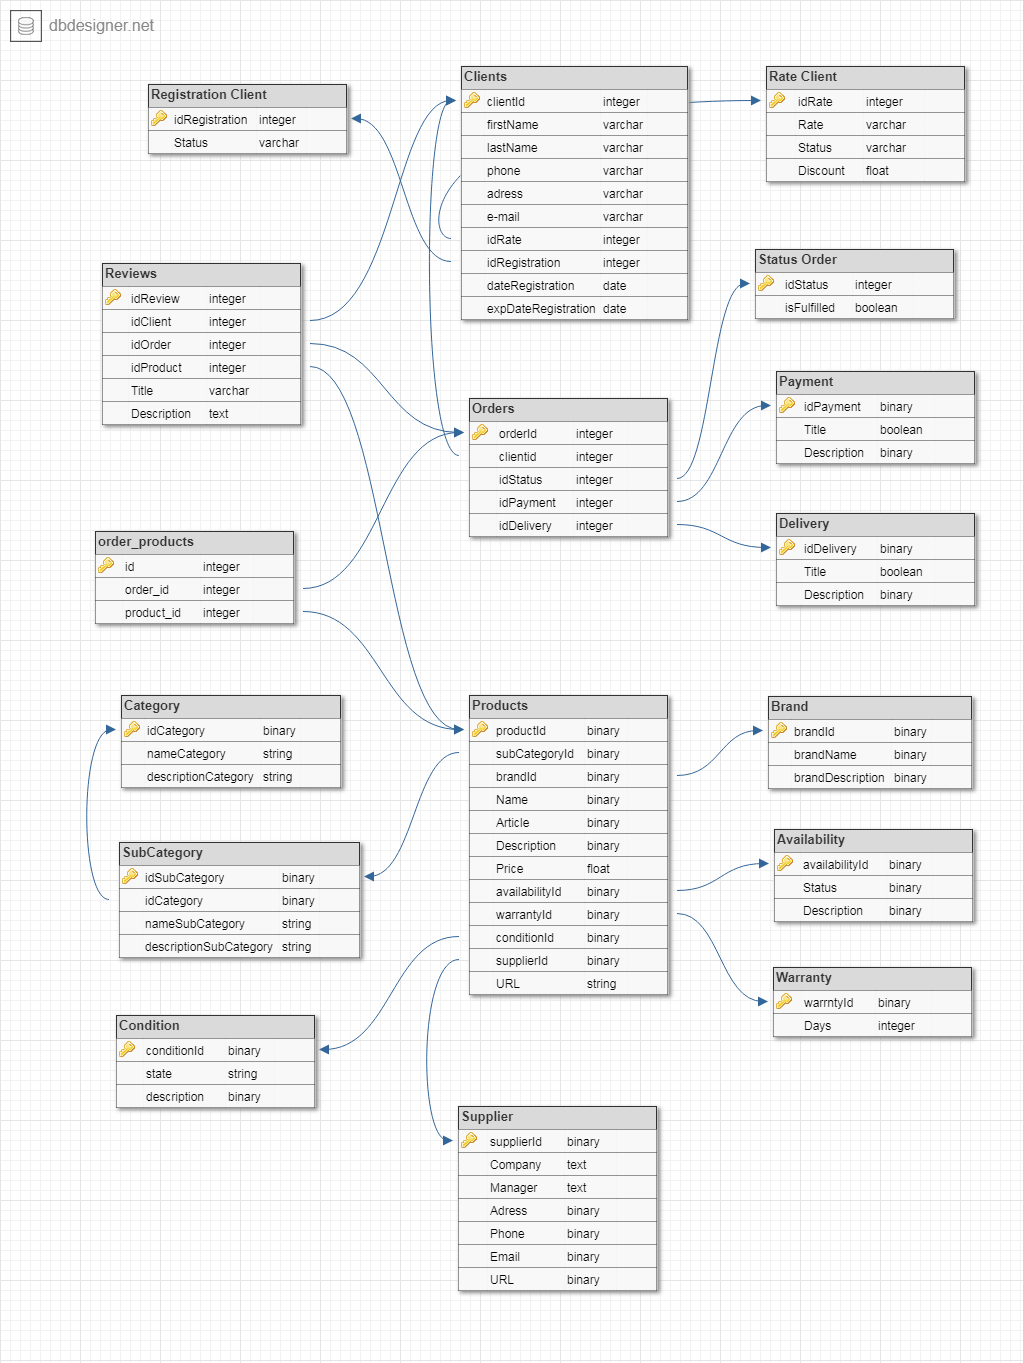 dbdesigner.net
Registration Client
idRegistration integer
Status varchar
Clients
clientId integer
firstName varchar
lastName varchar
phone varchar
adress varchar
e-mail varchar
idRate integer
idRegistration integer
dateRegistration date
expDateRegistration date
Rate Client
idRate integer
Rate varchar
Status varchar
Discount float
Reviews
idReview integer
idClient integer
idOrder integer
idProduct integer
Title varchar
Description text
Status Order
idStatus integer
isFulfilled boolean
Orders
orderId integer
clientid integer
idStatus integer
idPayment integer
idDelivery integer
Payment
idPayment binary
Title boolean
Description binary
Delivery
idDelivery binary
Title boolean
Description binary
order_products
id integer
order_id integer
product_id integer
Category
idCategory binary
nameCategory string
descriptionCategory string
Products
productId binary
subCategoryId binary
brandId binary
Name binary
Article binary
Description binary
Price float
availabilityId binary
warrantyId binary
conditionId binary
supplierId binary
URL string
Brand
brandId binary
brandName binary
brandDescription binary
SubCategory
idSubCategory binary
idCategory binary
nameSubCategory string
descriptionSubCategory string
Availability
availabilityId binary
Status binary
Description binary
Warranty
warrntyId binary
Days integer
Condition
conditionId binary
state string
description binary
Supplier
supplierId binary
Company text
Manager text
Adress binary
Phone binary
Email binary
URL binary